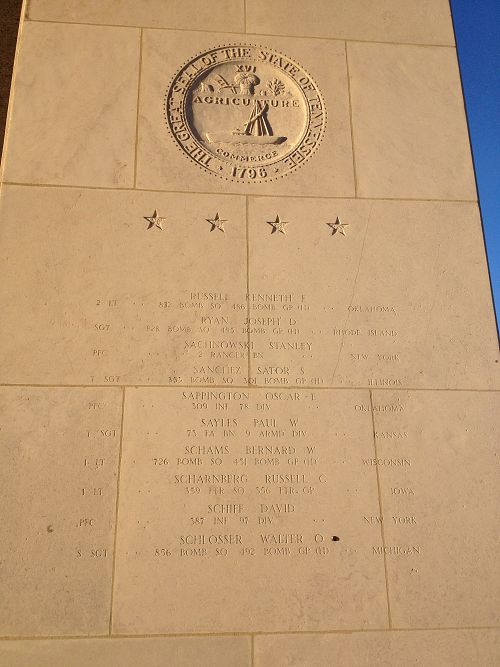 THE GREAT SEAL OF THE STATE OF TENNESSEE
XVI
AGRICULTURE
COMMERCE
1796
RUSSELL KENNETH E
2 LT 832 BOMB SQ 486 BOMB GP (H) OKLAHOMA
RYAN JOSEPH D
S SGT 828 BOMB SQ 485 BOMB GP (H) RHODE ISLAND
SACHNOWSKI STANLEY
PFC 2 RANGER BN NEW YORK
SANCHEZ SATOR S
T SGT 353 BOMB SQ 301 BOMB GP (H) ILLINOIS
SAPPINGTON OSCAR E
PFC 309 INF 78 DIV OKLAHOMA
SAYLES PAUL W
T SGT 73 FA BN 9 ARMD DIV KANSAS
SCHAMS BERNARD W
1 LT 726 BOMB SQ 451 BOMB GP (H) WISCONSIN
SCHARNBERG RUSSELL C
1 LT 359 FTR SQ 356 FTR GP IOWA
SCHIFF DAVID
PFC 387 INF 97 DIV NEW YORK
SCHLOSSER WALTER O
S SGT 856 BOMB SQ 492 BOMB GP (H) MICHIGAN